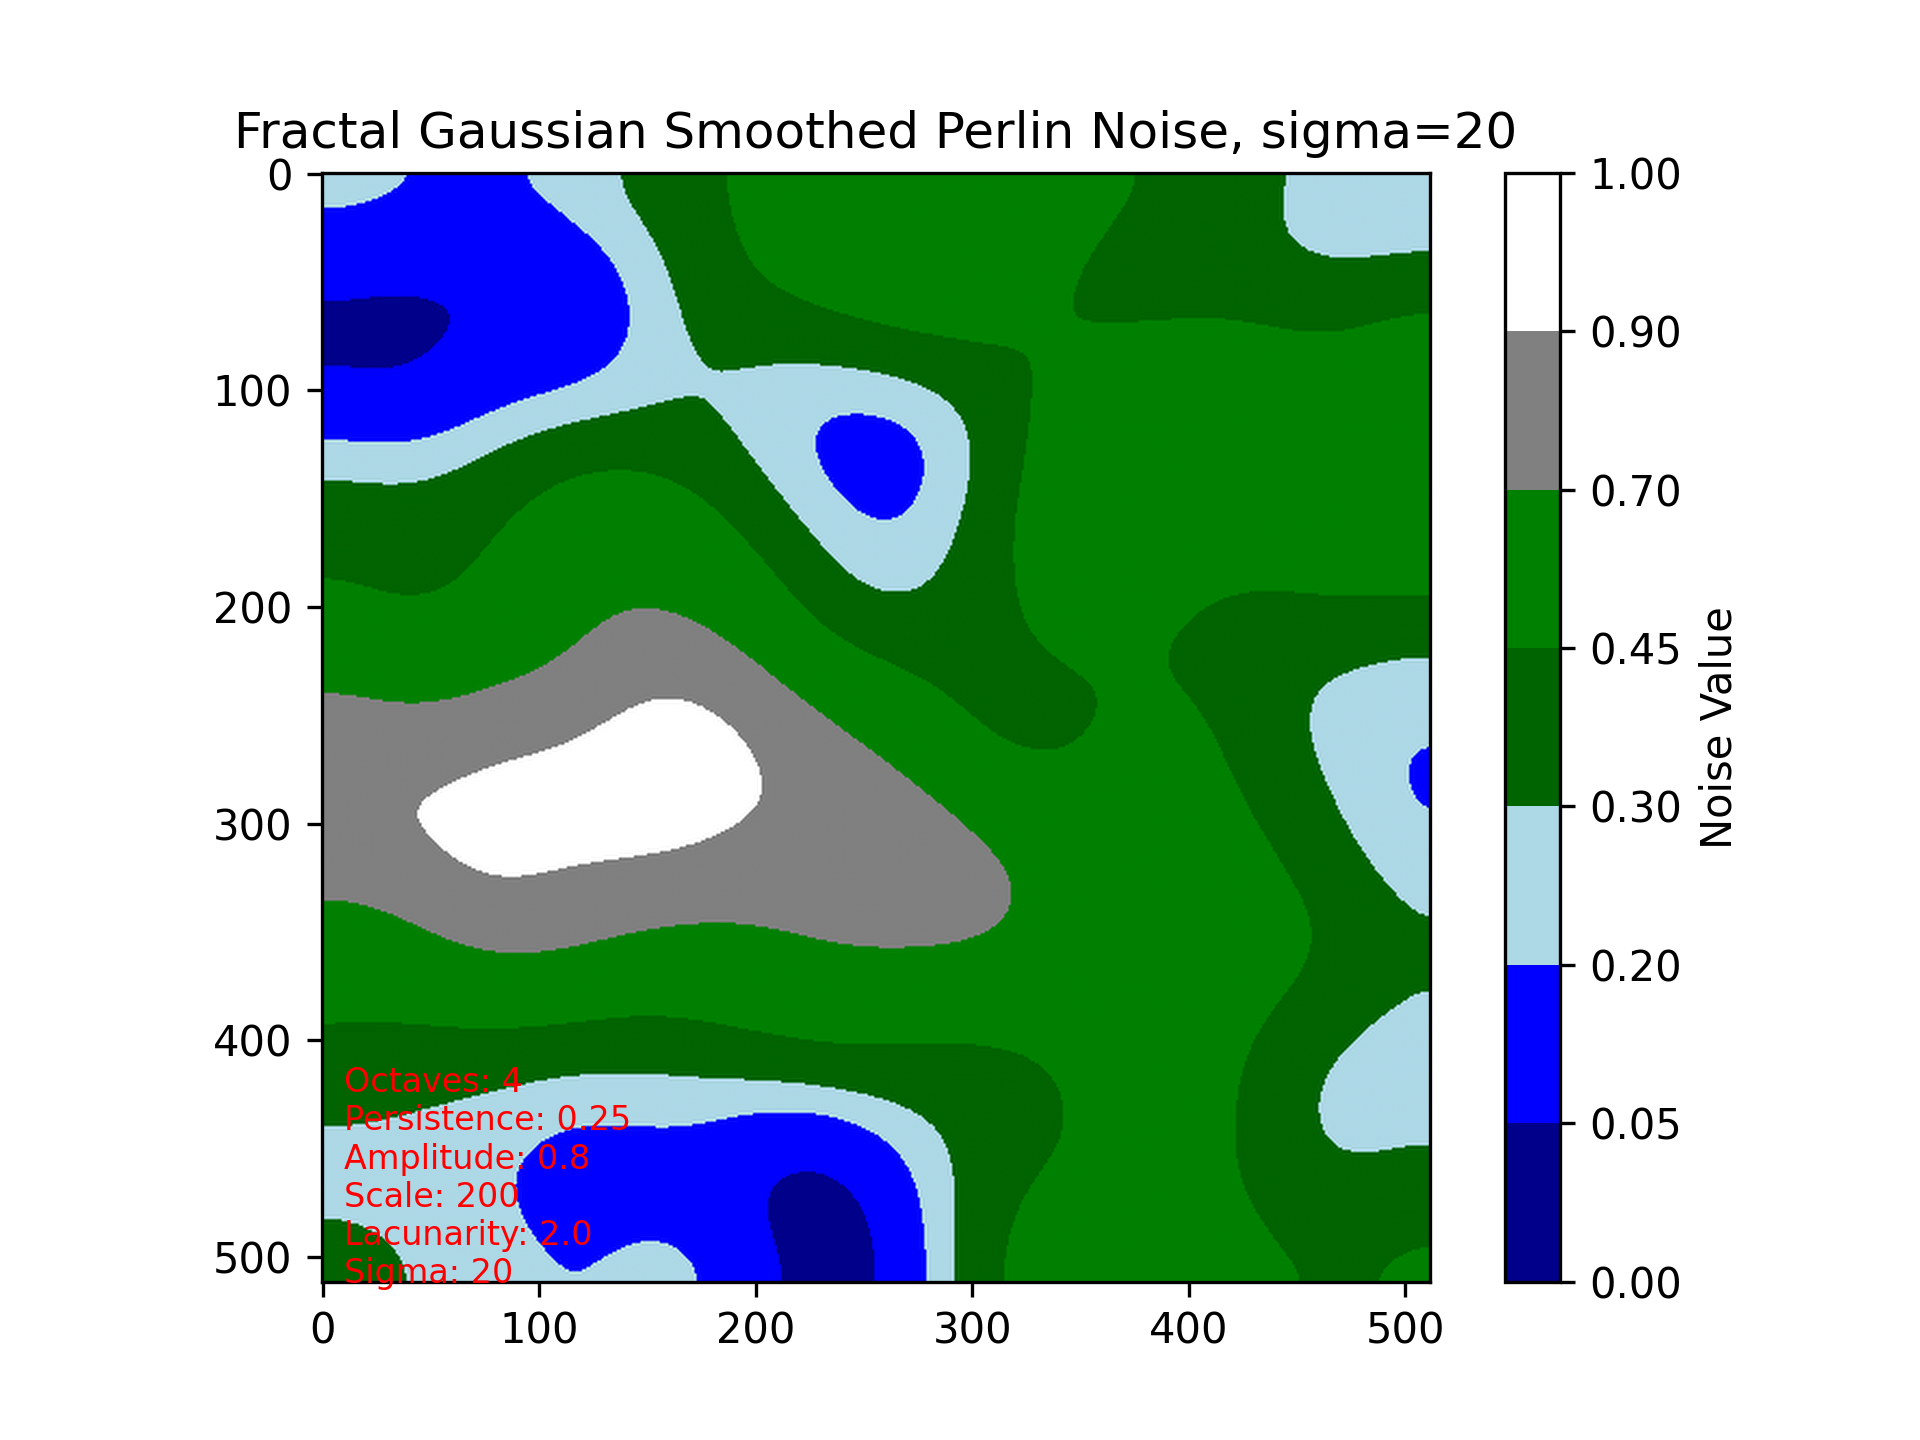 Fractal Gaussian Smoothed Perlin Noise, sigma=20
0
100
200
300
400
500
Octaves: 4
Persistence: 0.25
Amplitude: 0.8
Scale: 200
Lacunarity: 2.0
Sigma: 20
0 100 200 300 400 500
1.00
0.90
0.70
0.45
0.30
0.20
0.05
0.00
Noise Value